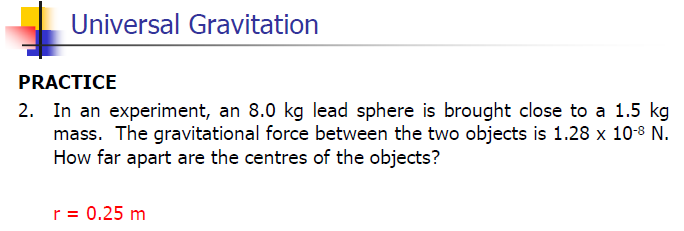 Universal Gravitation
PRACTICE
2. In an experiment, an 8.0 kg lead sphere is brought close to a 1.5 kg
mass. The gravitational force between the two objects is 1.28 x 10⁻⁸ N.
How far apart are the centres of the objects?
r = 0.25 m